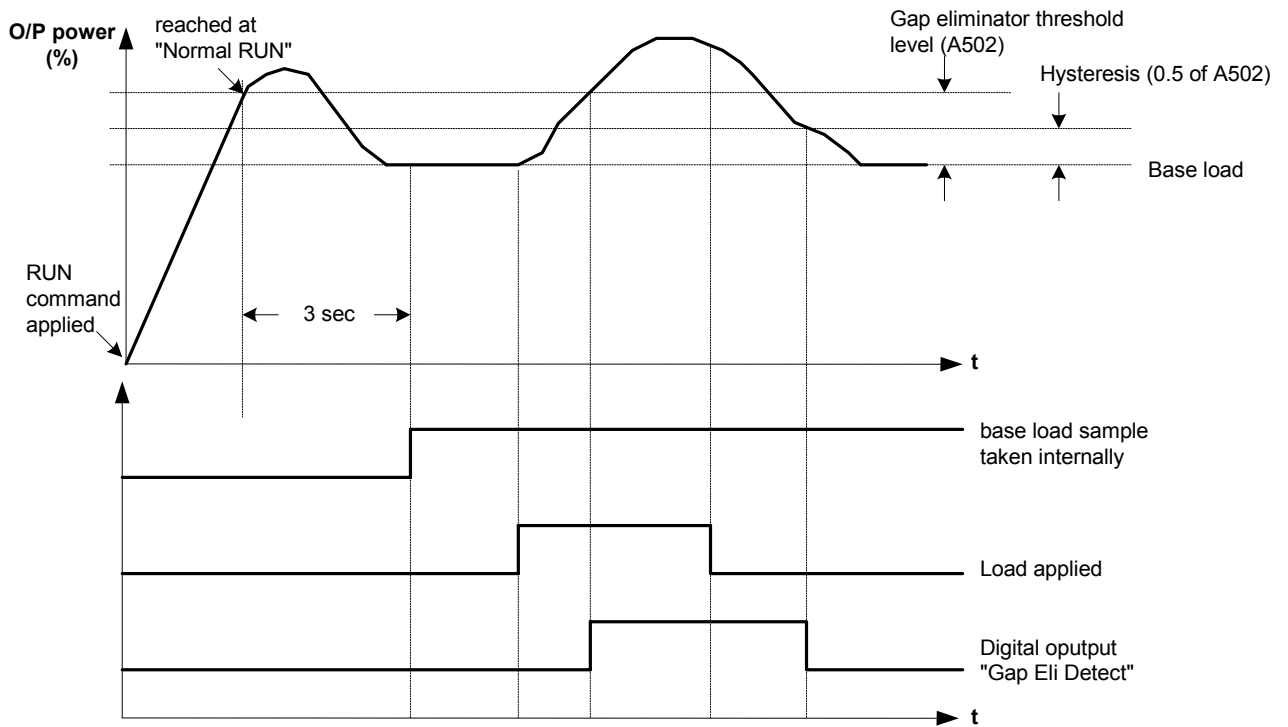 O/P power
(%)
reached at
"Normal RUN"
Gap eliminator threshold
level (A502)
Hysteresis (0.5 of A502)
Base load
RUN
command
applied
3 sec
t
base load sample
taken internally
Load applied
Digital oputput
"Gap Eli Detect"
t